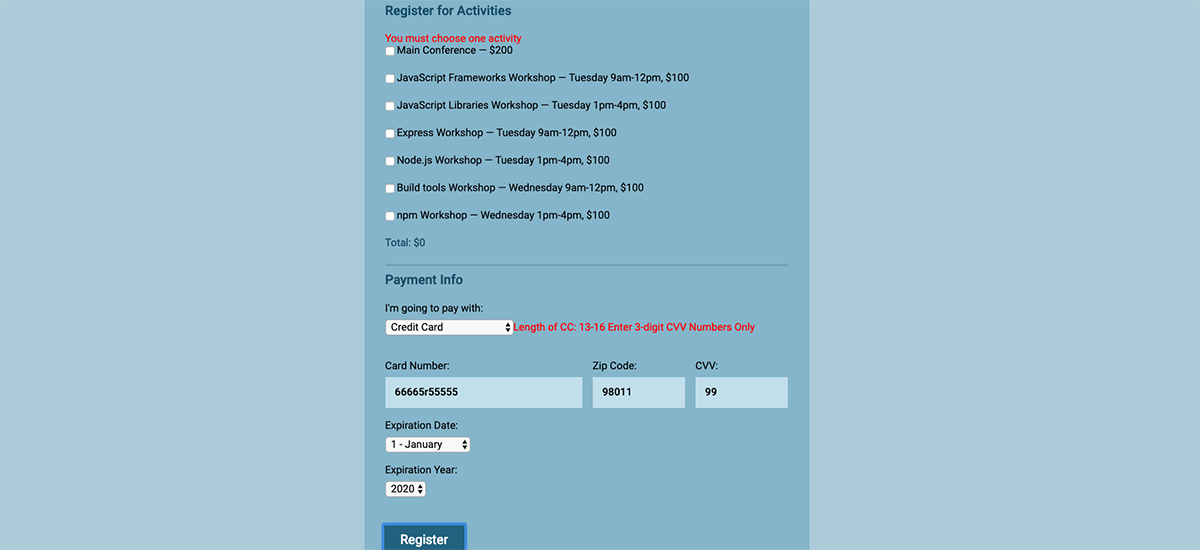 Register for Activities
You must choose one activity
Main Conference — $200
JavaScript Frameworks Workshop — Tuesday 9am-12pm, $100
JavaScript Libraries Workshop — Tuesday 1pm-4pm, $100
Express Workshop — Tuesday 9am-12pm, $100
Node.js Workshop — Tuesday 1pm-4pm, $100
Build tools Workshop — Wednesday 9am-12pm, $100
npm Workshop — Wednesday 1pm-4pm, $100
Total: $0
Payment Info
I'm going to pay with:
Credit Card Length of CC: 13-16 Enter 3-digit CVV Numbers Only
Card Number: Zip Code: CVV:
66665r55555 98011 99
Expiration Date:
1 - January
Expiration Year:
2020
Register